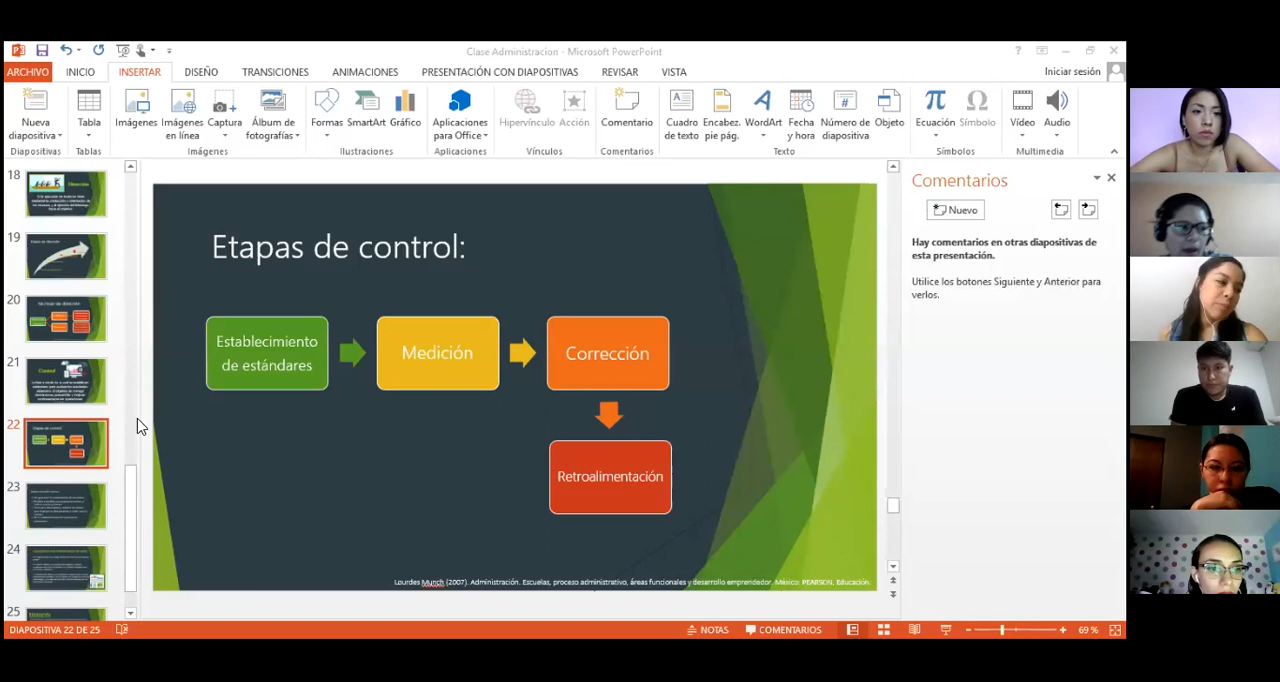 Clase Administracion - Microsoft PowerPoint
ARCHIVO INICIO INSERTAR DISEÑO TRANSICIONES ANIMACIONES PRESENTACIÓN CON DIAPOSITIVAS REVISAR VISTA Iniciar sesión
Nueva diapositiva
Tabla
Imágenes
Imágenes en línea
Captura
Álbum de fotografías
Formas
SmartArt
Gráfico
Aplicaciones para Office
Hipervínculo
Acción
Comentario
Cuadro de texto
Encabez. pie pág.
WordArt
Fecha y hora
Número de diapositiva
Objeto
Ecuación
Símbolo
Vídeo
Audio
Diapositivas Tablas Imágenes Ilustraciones Aplicaciones Vínculos Comentarios Texto Símbolos Multimedia
18
Dirección
19
20
21
Control
22
Etapas de control:
23
24
25
Etapas de control:
Establecimiento
de estándares
Medición
Corrección
Retroalimentación
Lourdes Munch (2007). Administración. Escuelas, proceso administrativo, áreas funcionales y desarrollo emprendedor. México: PEARSON, Educación.
Comentarios
Nuevo
Hay comentarios en otras diapositivas de
esta presentación.
Utilice los botones Siguiente y Anterior para
verlos.
DIAPOSITIVA 22 DE 25 NOTAS COMENTARIOS 69 %